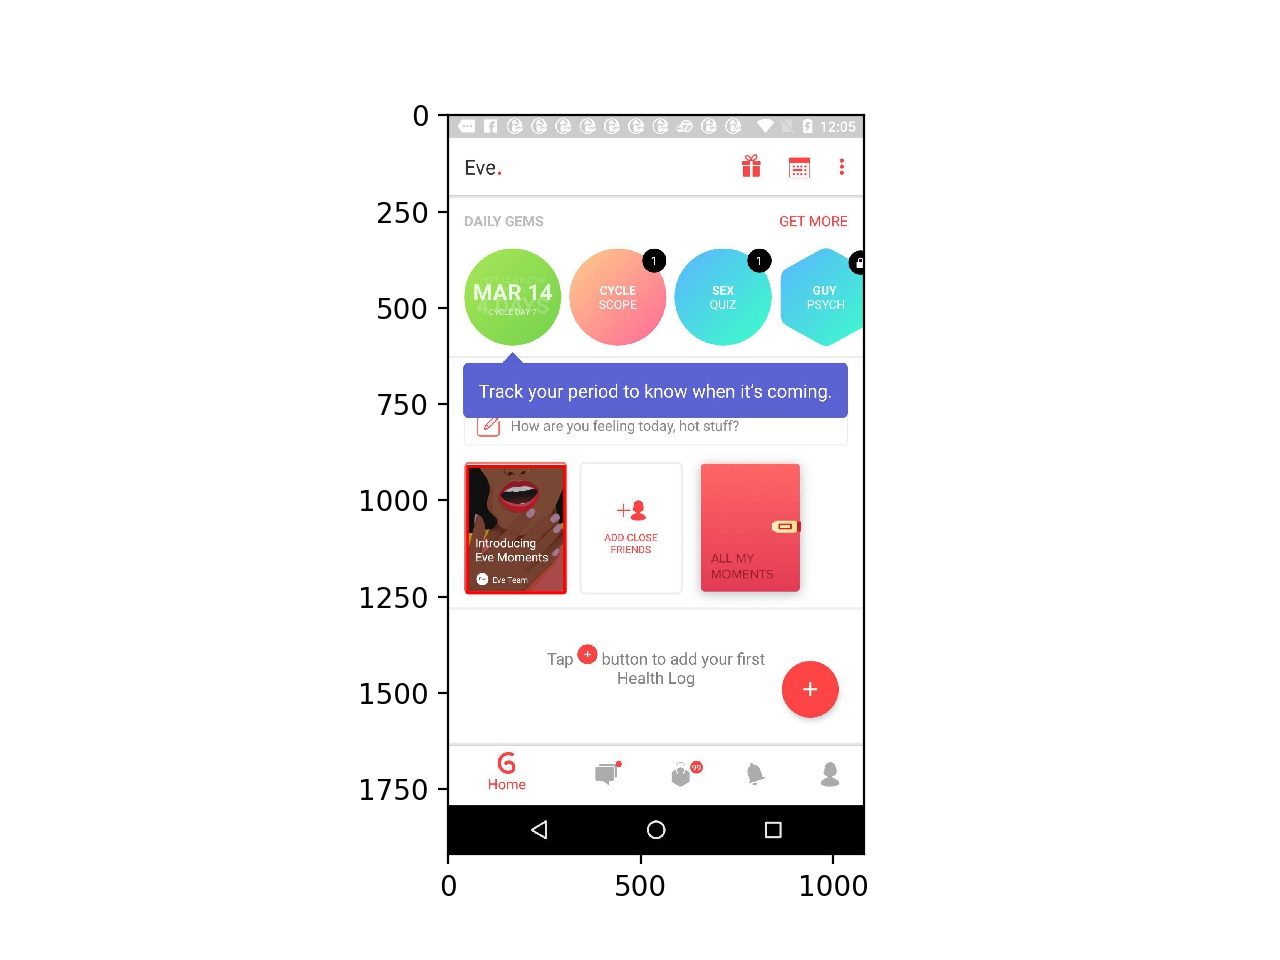 0
250
500
750
1000
1250
1500
1750
0
500
1000
12:05
Eve.
DAILY GEMS
GET MORE
MAR 14
4 DAYS
CYCLE DAY 7
1
CYCLE
SCOPE
1
SEX
QUIZ
GUY
PSYCH
Track your period to know when it's coming.
How are you feeling today, hot stuff?
Introducing
Eve Moments
Eve Team
ADD CLOSE
FRIENDS
ALL MY
MOMENTS
Tap + button to add your first
Health Log
+
Home
99